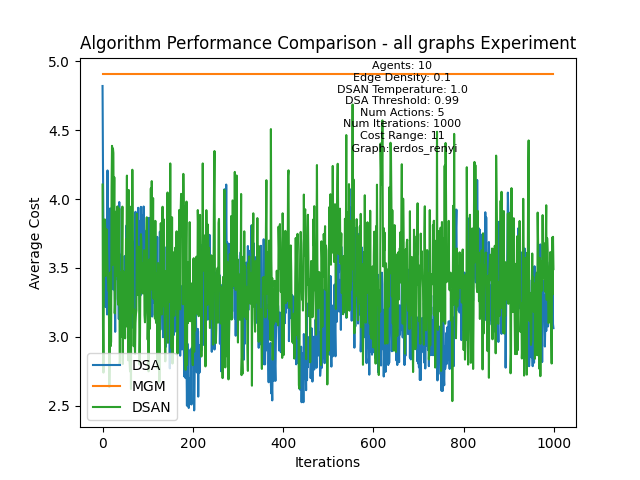 Algorithm Performance Comparison - all graphs Experiment
Agents: 10
Edge Density: 0.1
DSAN Temperature: 1.0
DSA Threshold: 0.99
Num Actions: 5
Num Iterations: 1000
Cost Range: 11
Graph: erdos_renyi
Average Cost
5.0
4.5
4.0
3.5
3.0
2.5
DSA
MGM
DSAN
0 200 400 600 800 1000
Iterations